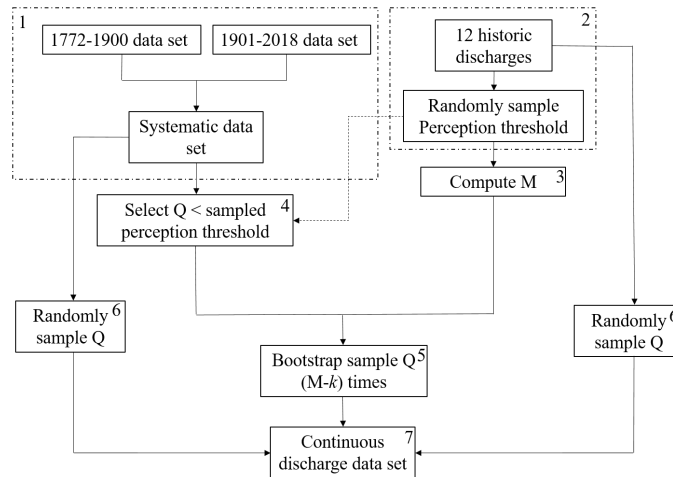 1
1772-1900 data set
1901-2018 data set
2
12 historic
discharges
Randomly sample
Perception threshold
Systematic data
set
Compute M
3
Select Q < sampled
perception threshold
4
Randomly
sample Q
6
Randomly
sample Q
6
Bootstrap sample Q
(M-k) times
5
Continuous
discharge data set
7